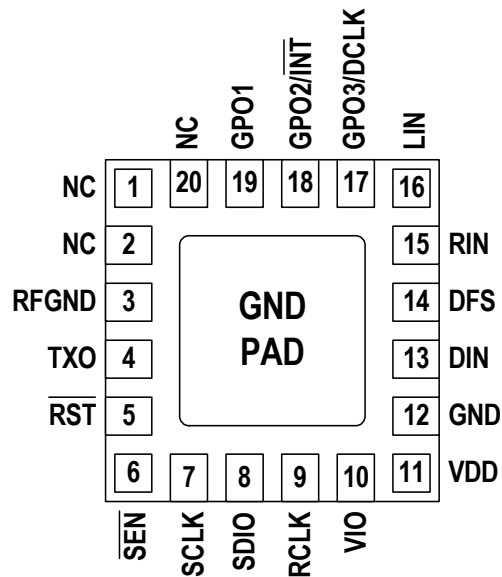 NC
GPO1
GPO2/INT
GPO3/DCLK
LIN
NC 1 20 19 18 17 16
NC 2 15 RIN
RFGND 3 GND 14 DFS
TXO 4 PAD 13 DIN
RST 5 12 GND
6 7 8 9 10 11 VDD
SEN
SCLK
SDIO
RCLK
VIO